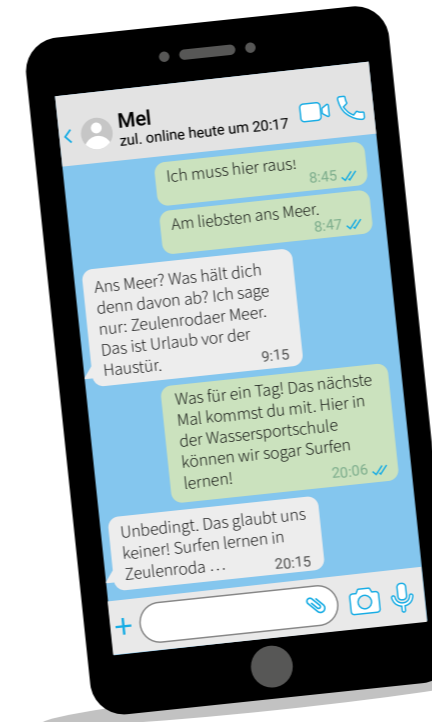 Mel
zul. online heute um 20:17
Ich muss hier raus!
8:45
Am liebsten ans Meer.
8:47
Ans Meer? Was hält dich
denn davon ab? Ich sage
nur: Zeulenrodaer Meer.
Das ist Urlaub vor der
Haustür.
9:15
Was für ein Tag! Das nächste
Mal kommst du mit. Hier in
der Wassersportschule
können wir sogar Surfen
lernen!
20:06
Unbedingt. Das glaubt uns
keiner! Surfen lernen in
Zeulenroda ...
20:15